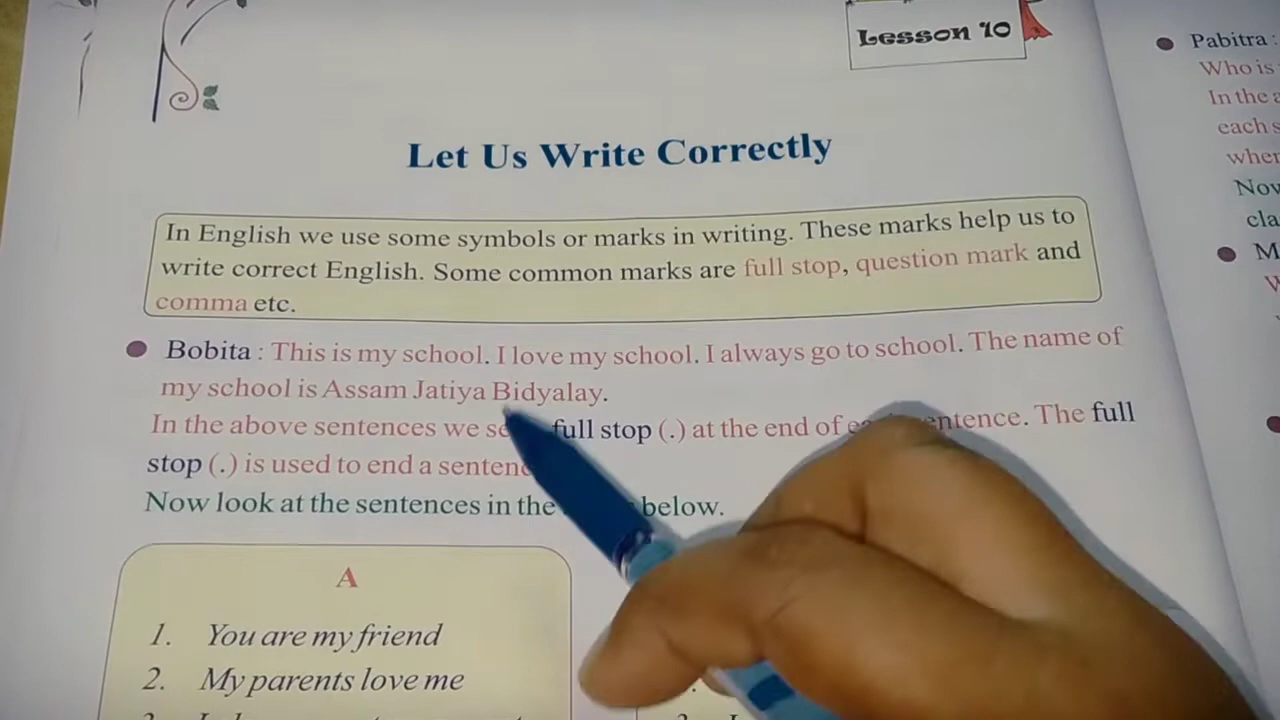 Lesson 10
Let Us Write Correctly
In English we use some symbols or marks in writing. These marks help us to
write correct English. Some common marks are full stop, question mark and
comma etc.
Bobita : This is my school. I love my school. I always go to school. The name of
my school is Assam Jatiya Bidyalay.
In the above sentences we full stop (.) at the end of sentence. The full
stop (.) is used to end a
Now look at the sentences in the below.
A
1. You are my friend
2. My parents love me
Pabitra :
Who is
In the
each
Now